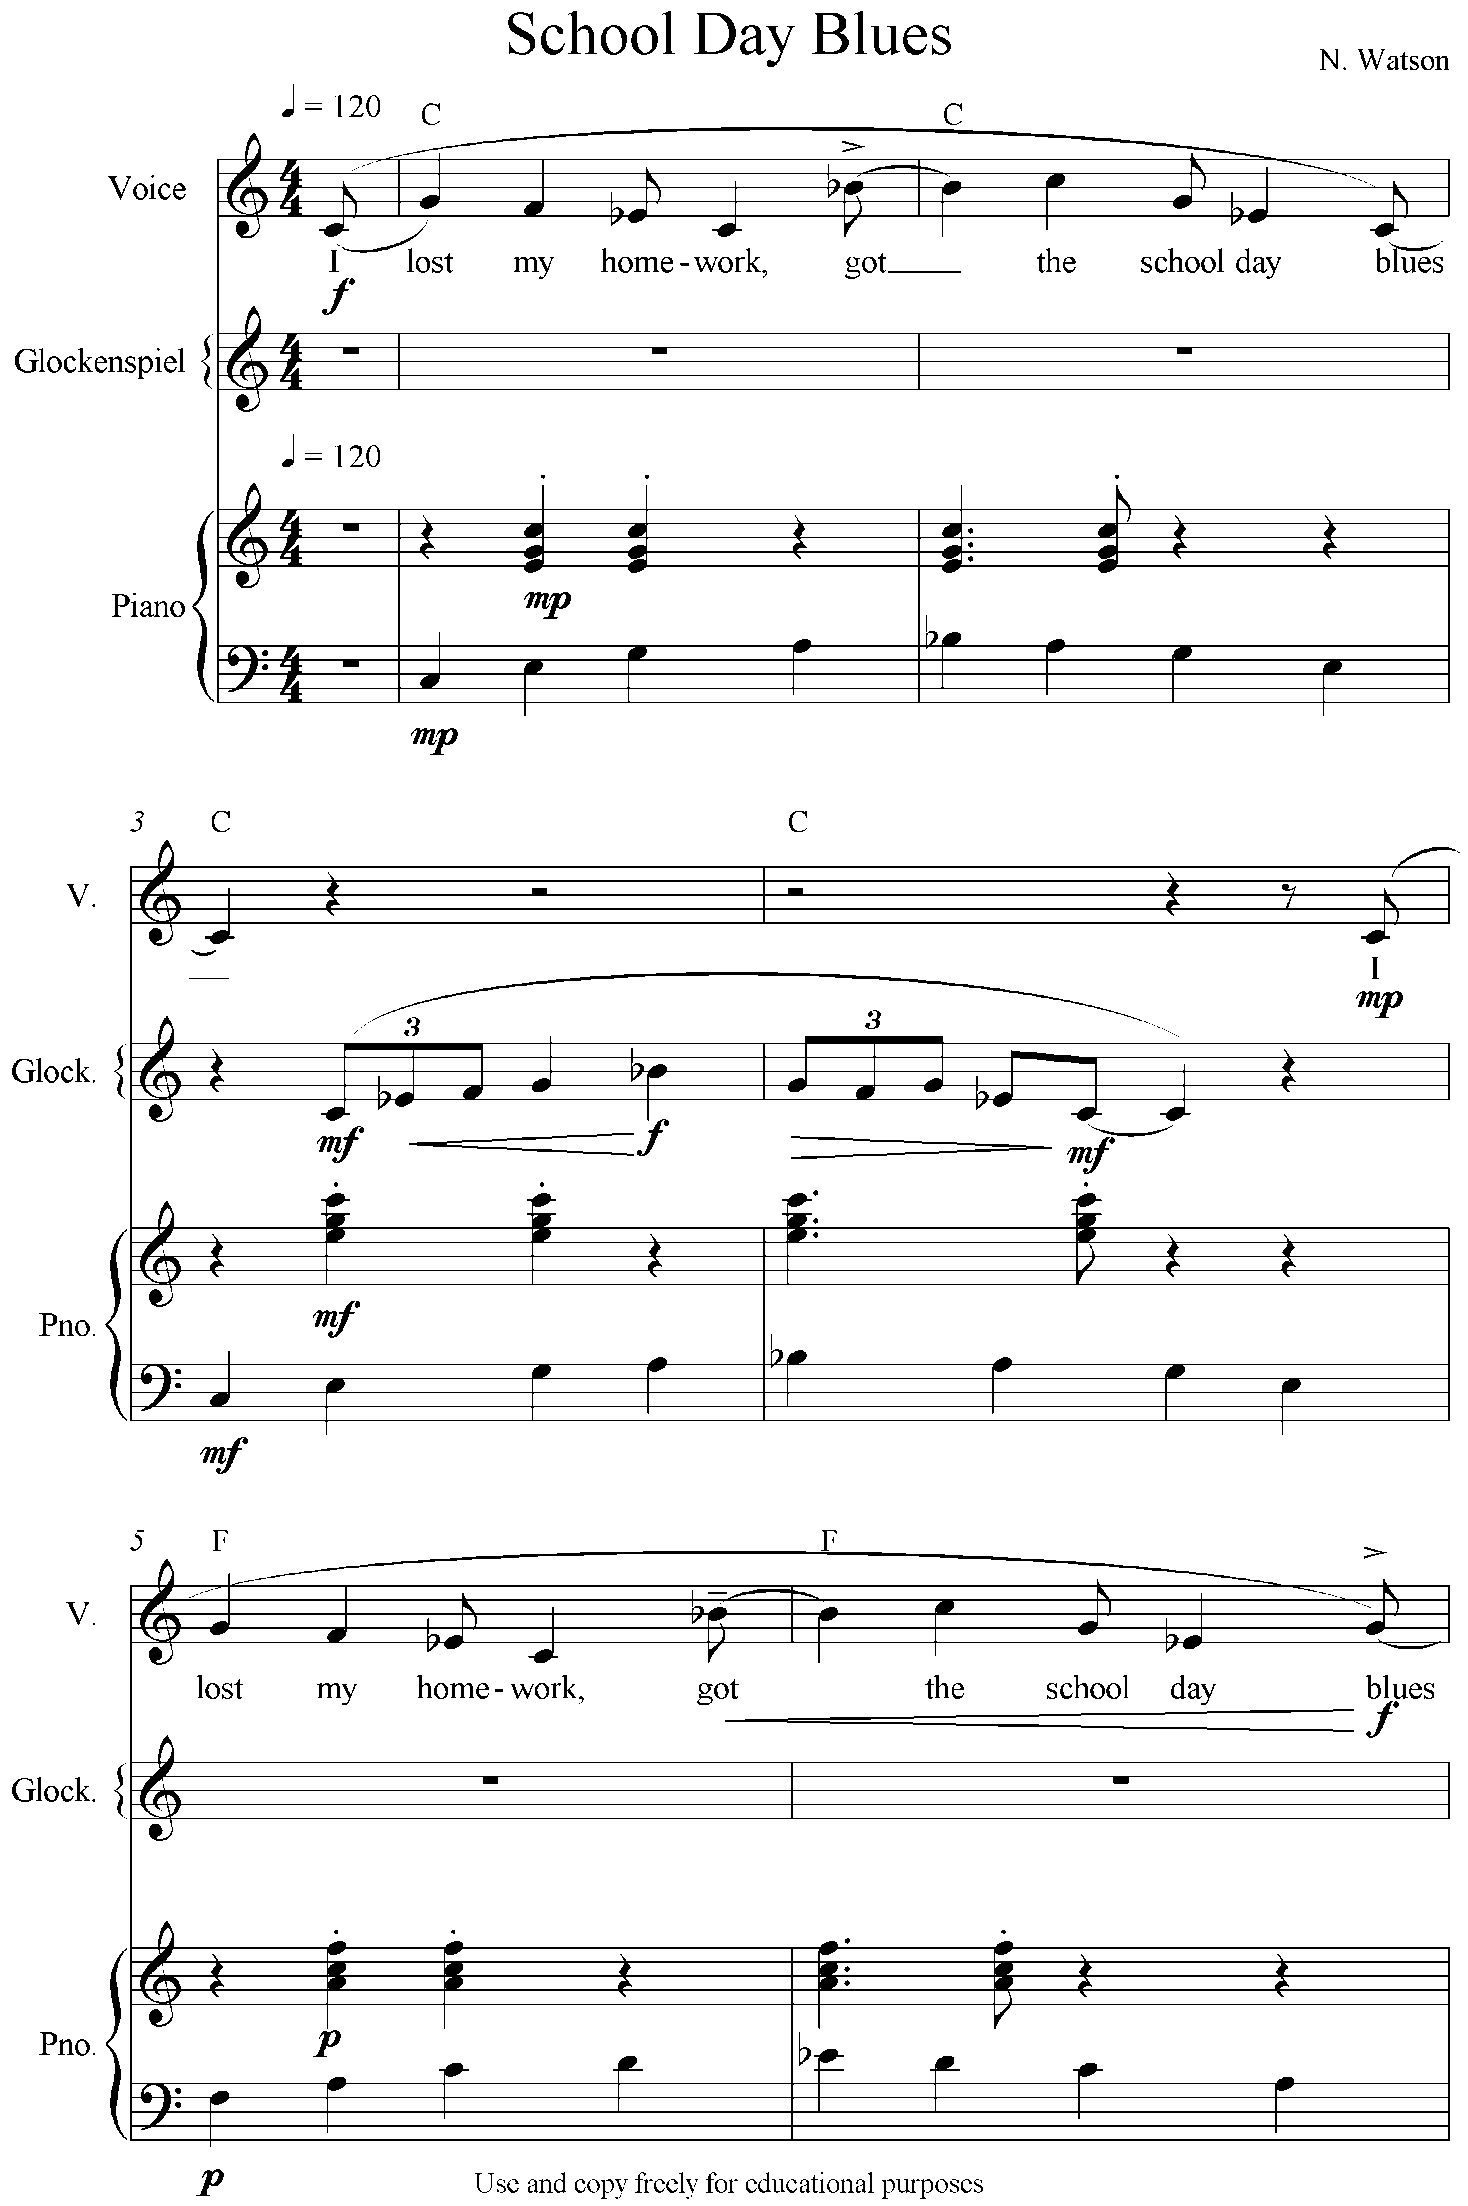 School Day Blues
N. Watson
♩ = 120
C C
Voice
I lost my home - work, got____ the school day blues
f
Glockenspiel
♩ = 120
Piano
mp
mp
3 C C
V.
__ I
mp
3 3
Glock.
mf f mf
mf
Pno.
mf
5 F F
V.
lost my home - work, got the school day blues
f
Glock.
Pno.
p
p
Use and copy freely for educational purposes